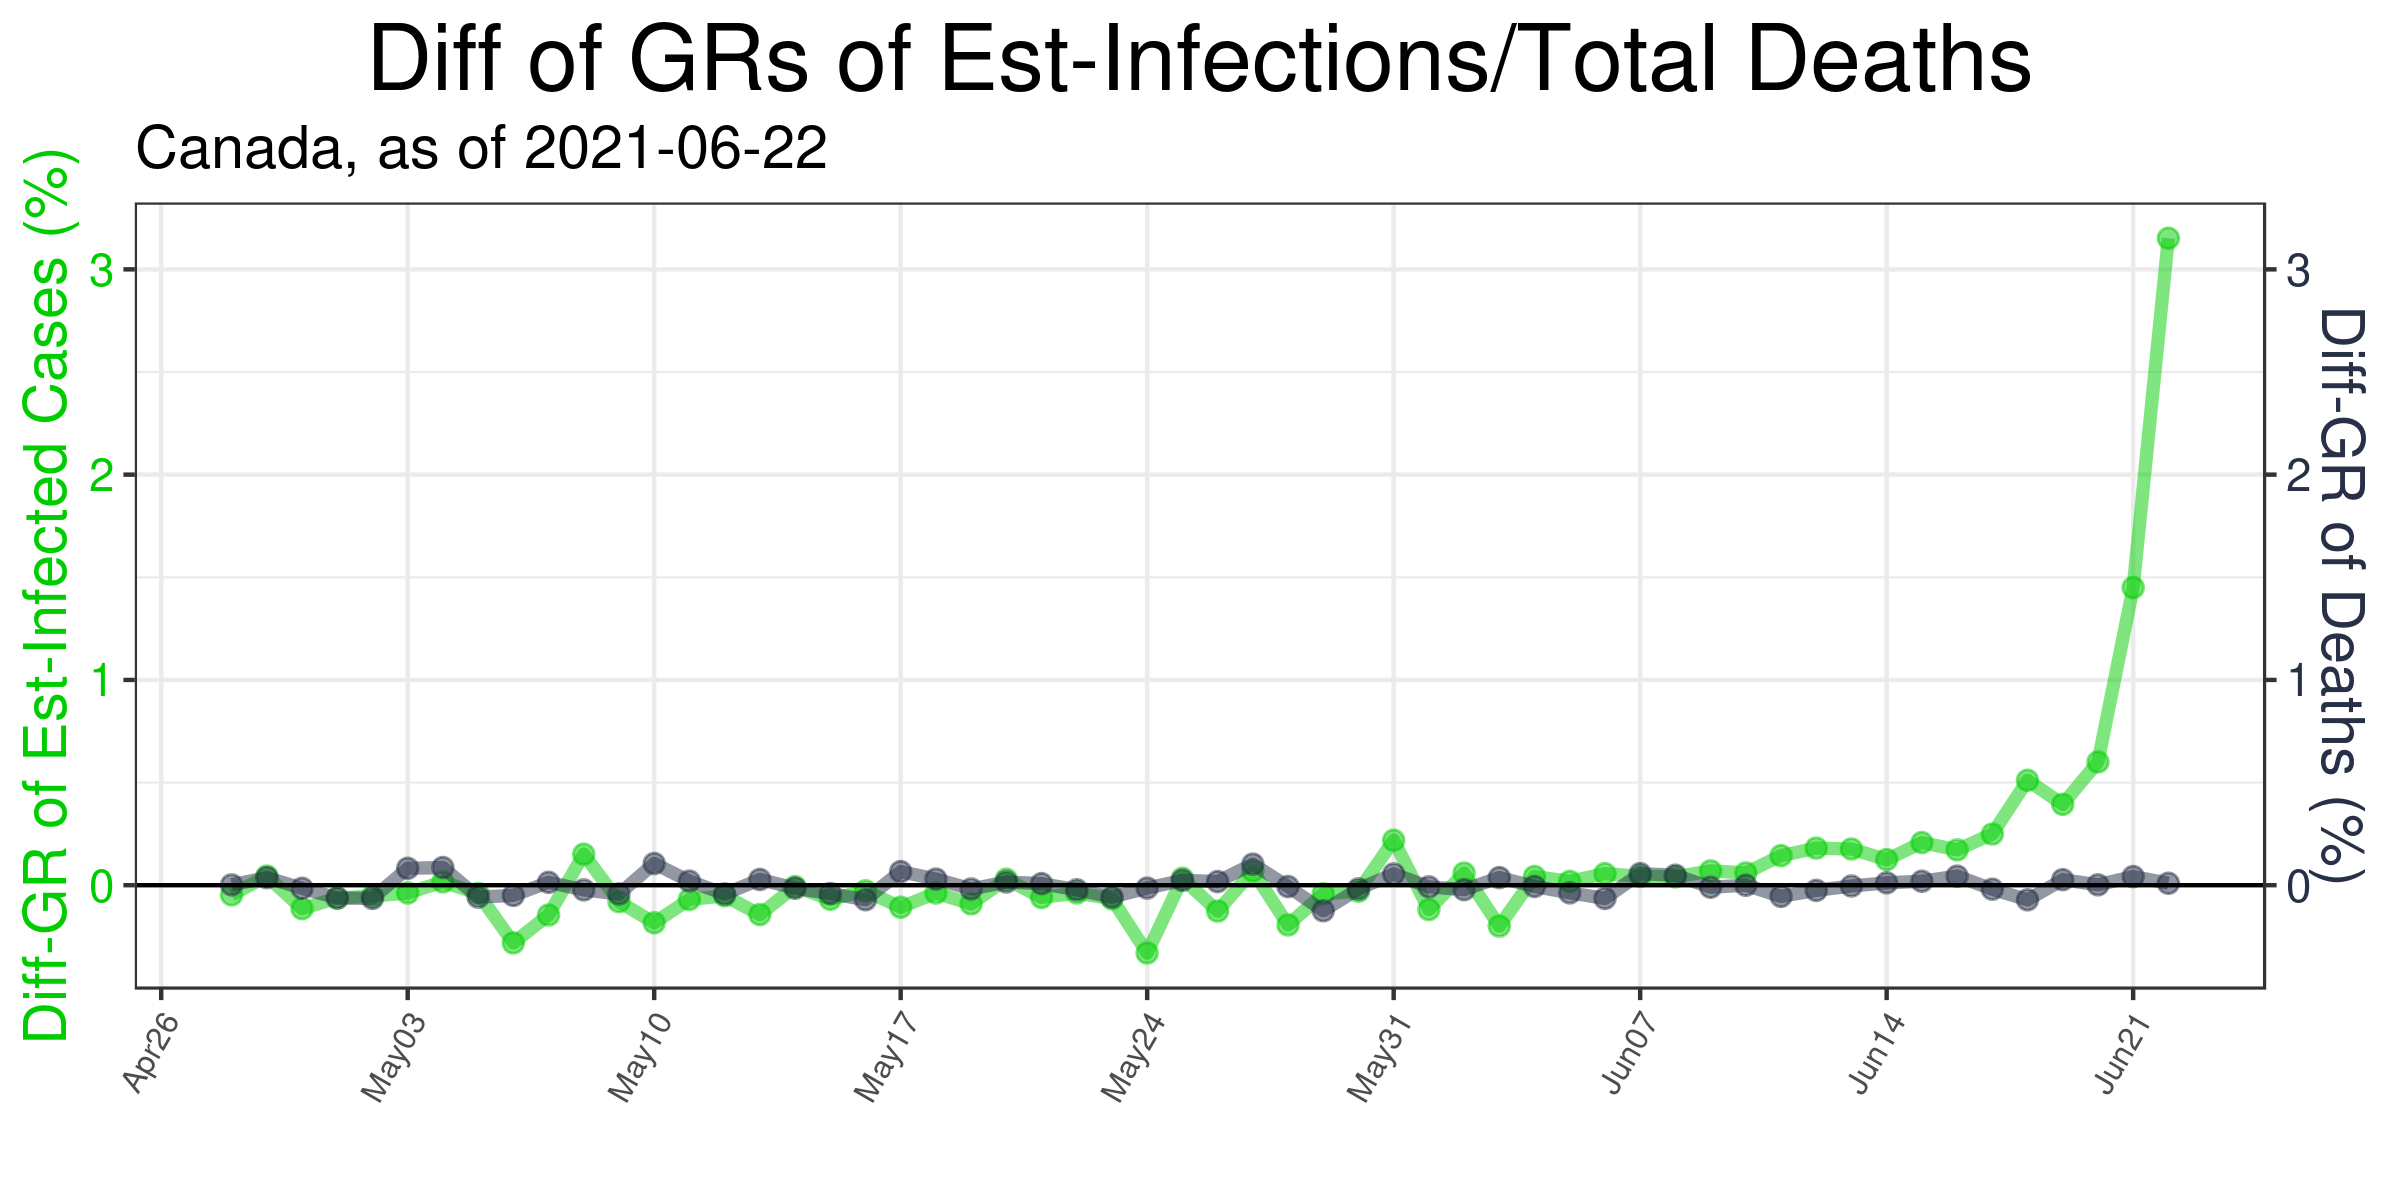 Diff of GRs of Est-Infections/Total Deaths
Canada, as of 2021-06-22
Diff-GR of Est-Infected Cases (%)
3
2
1
0
3
2
1
0
Diff-GR of Deaths (%)
Apr26
May03
May10
May17
May24
May31
Jun07
Jun14
Jun21